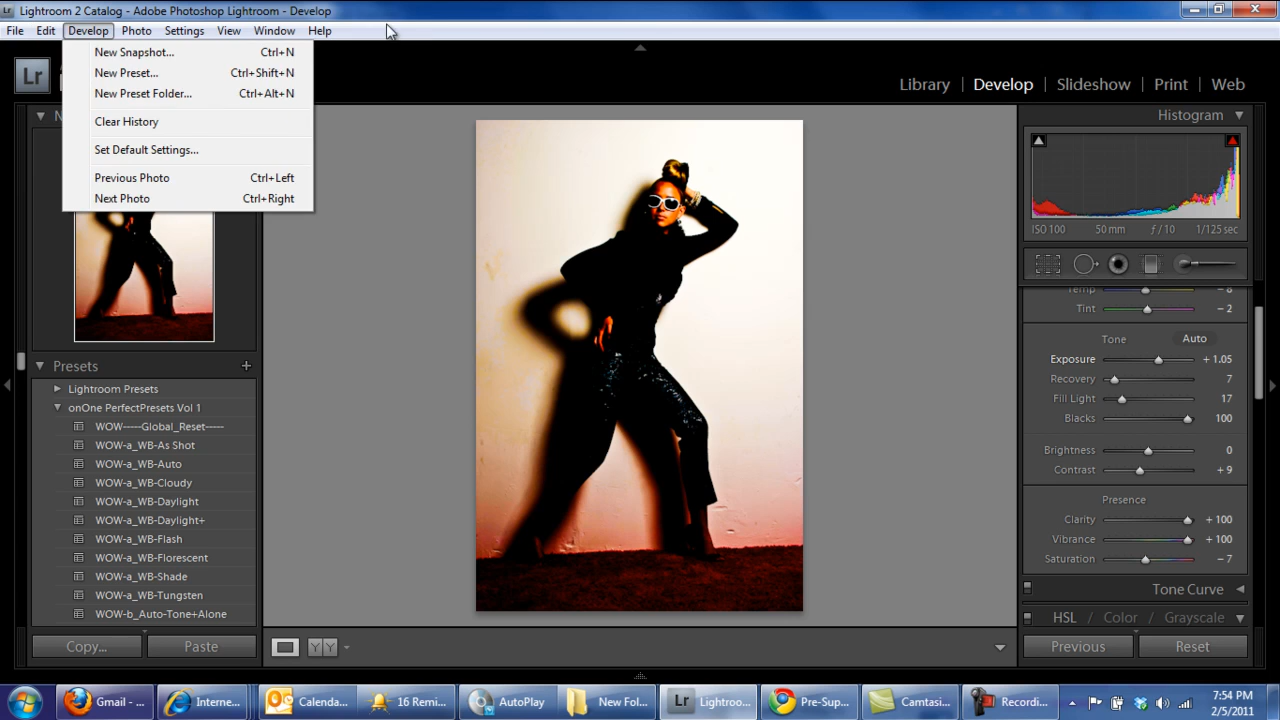 Lr Lightroom 2 Catalog - Adobe Photoshop Lightroom - Develop
File Edit Develop Photo Settings View Window Help
New Snapshot... Ctrl+N
New Preset... Ctrl+Shift+N
New Preset Folder... Ctrl+Alt+N
Clear History
Set Default Settings...
Previous Photo Ctrl+Left
Next Photo Ctrl+Right
Lr
Library | Develop | Slideshow | Print | Web
Presets +
Lightroom Presets
onOne PerfectPresets Vol 1
WOW-----Global_Reset-----
WOW-a_WB-As Shot
WOW-a_WB-Auto
WOW-a_WB-Cloudy
WOW-a_WB-Daylight
WOW-a_WB-Daylight+
WOW-a_WB-Flash
WOW-a_WB-Florescent
WOW-a_WB-Shade
WOW-a_WB-Tungsten
WOW-b_Auto-Tone+Alone
Copy... Paste
YY
Histogram
ISO 100 50 mm ƒ / 10 1/125 sec
Temp – 8
Tint – 2
Tone Auto
Exposure + 1.05
Recovery 7
Fill Light 17
Blacks 100
Brightness 0
Contrast + 9
Presence
Clarity + 100
Vibrance + 100
Saturation – 7
Tone Curve
HSL / Color / Grayscale
Previous Reset
Gmail - ... Interne... Calenda... 16 Remi... AutoPlay New Fol... Lr Lightroo... Pre-Sup... Camtasi... Recordi...
7:54 PM
2/5/2011